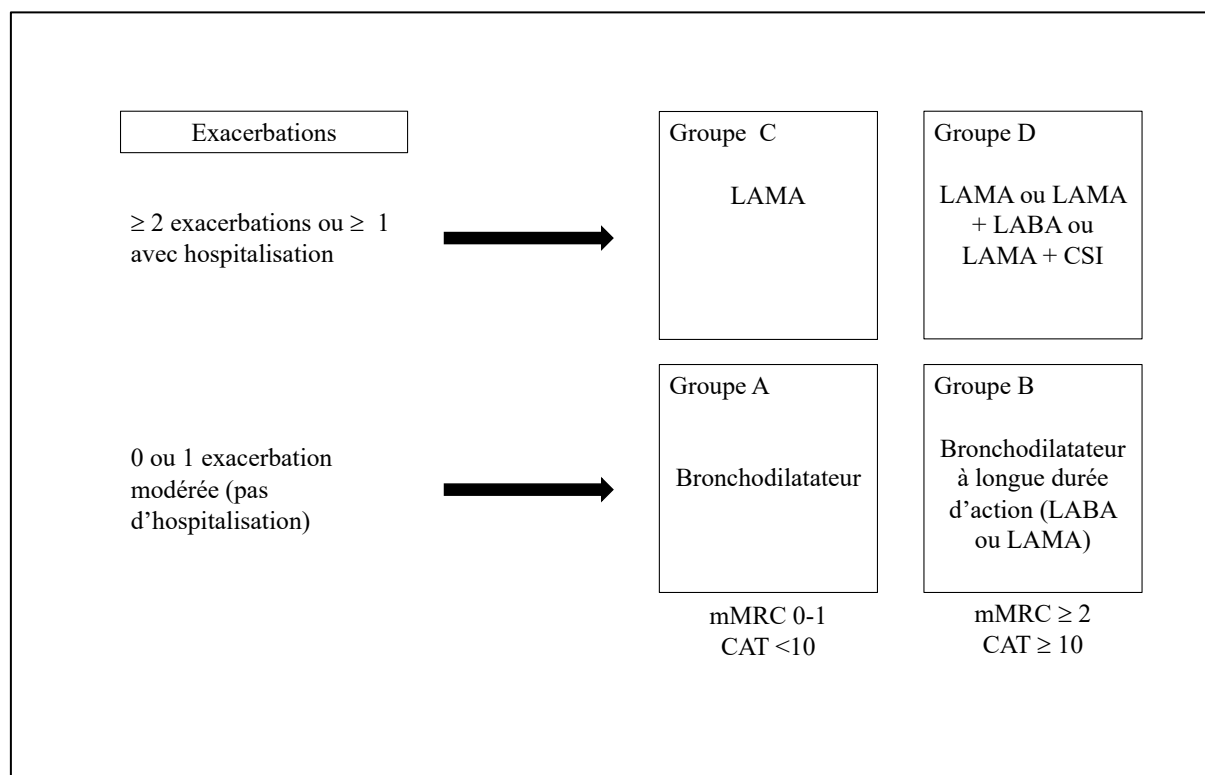 Exacerbations
≥ 2 exacerbations ou ≥ 1
avec hospitalisation
Groupe C
LAMA
Groupe D
LAMA ou LAMA
+ LABA ou
LAMA + CSI
0 ou 1 exacerbation
modérée (pas
d’hospitalisation)
Groupe A
Bronchodilatateur
Groupe B
Bronchodilatateur
à longue durée
d’action (LABA
ou LAMA)
mMRC 0-1
CAT <10
mMRC ≥ 2
CAT ≥ 10